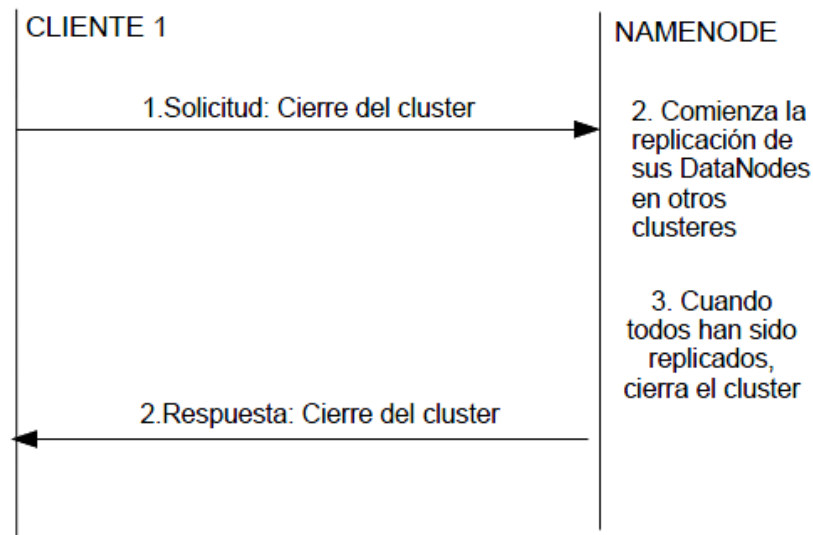 CLIENTE 1
NAMENODE
1.Solicitud: Cierre del cluster
2. Comienza la
replicación de
sus DataNodes
en otros
clusteres
3. Cuando
todos han sido
replicados,
cierra el cluster
2.Respuesta: Cierre del cluster